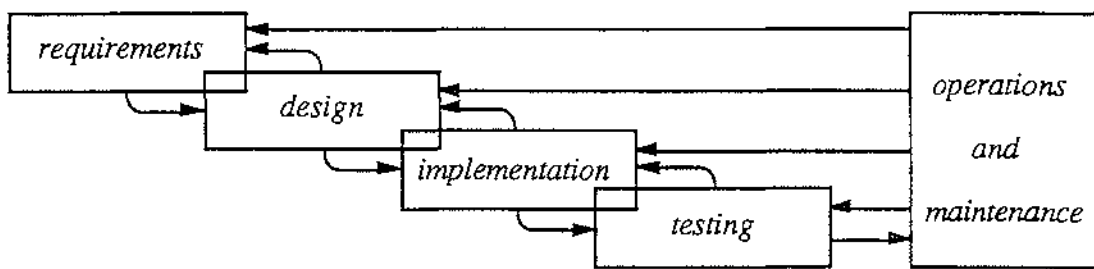 requirements
design
implementation
testing
operations
and
maintenance